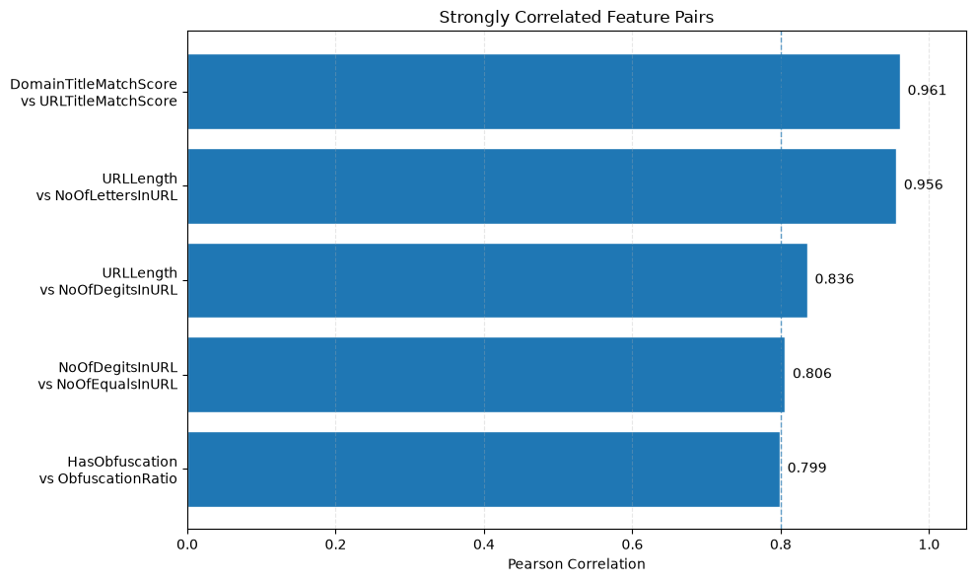 Strongly Correlated Feature Pairs
DomainTitleMatchScore
vs URLTitleMatchScore
0.961
URLLength
vs NoOfLettersInURL
0.956
URLLength
vs NoOfDegitsInURL
0.836
NoOfDegitsInURL
vs NoOfEqualsInURL
0.806
HasObfuscation
vs ObfuscationRatio
0.799
0.0 0.2 0.4 0.6 0.8 1.0
Pearson Correlation